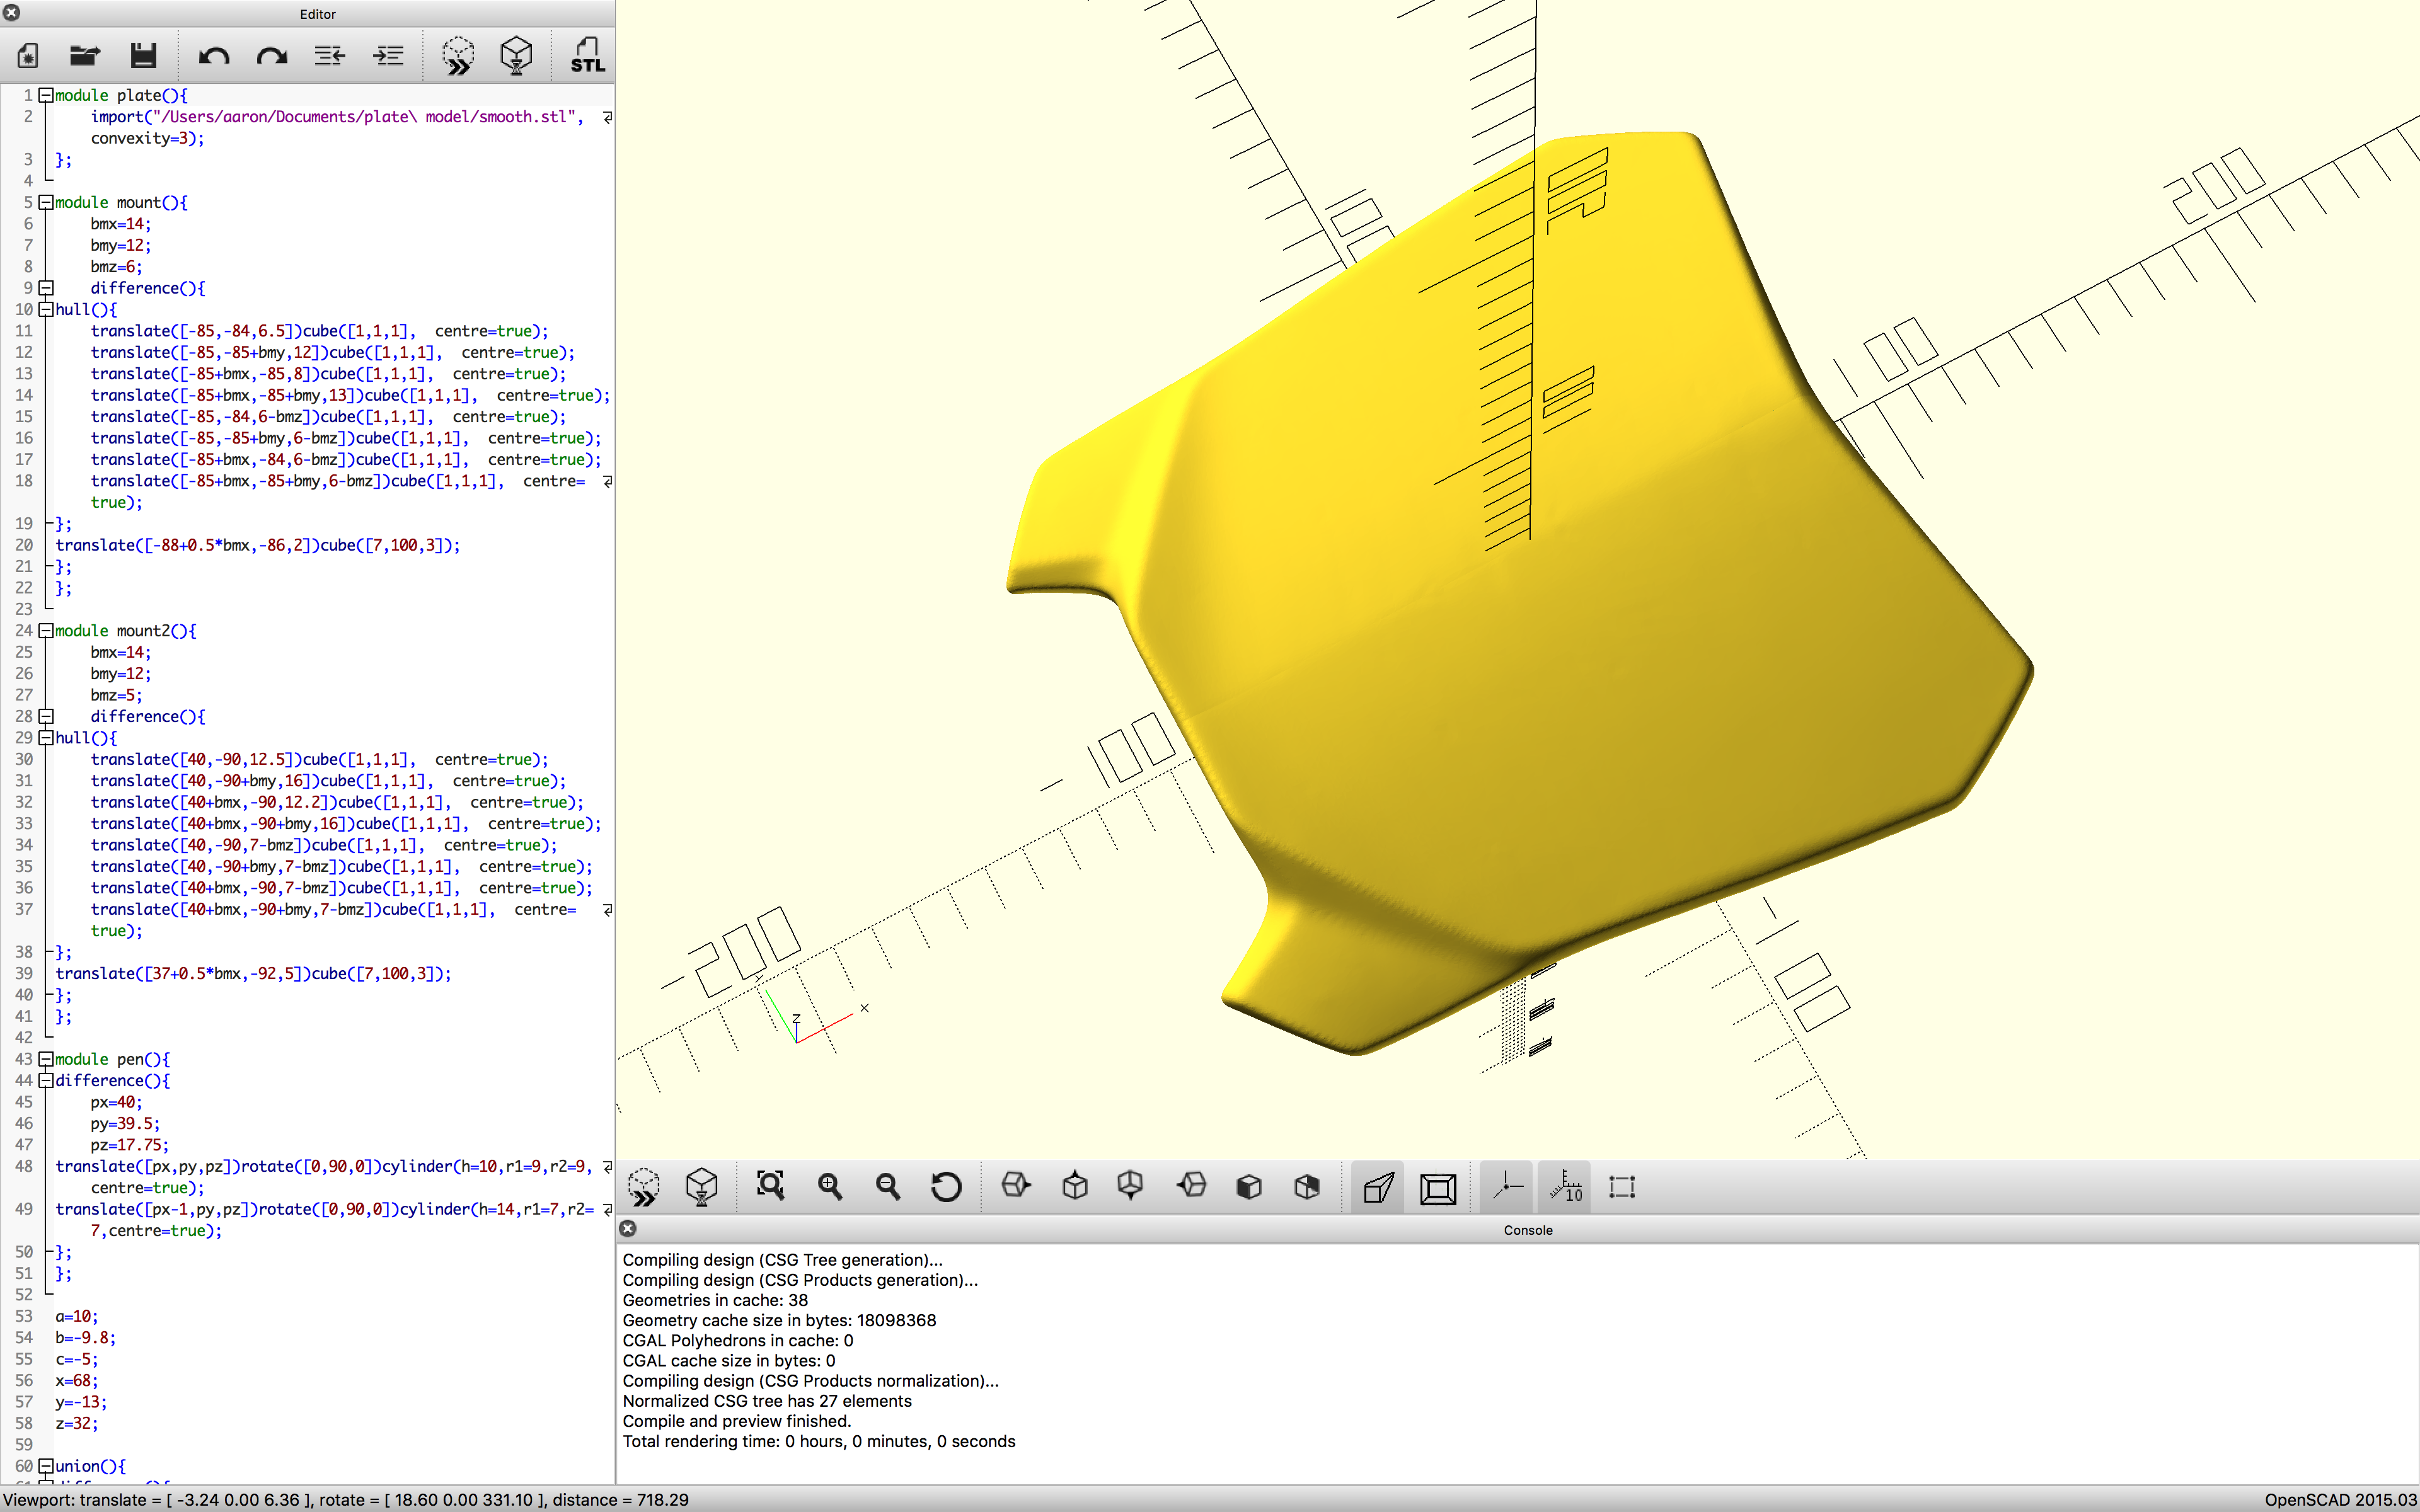 Editor
STL
1 module plate(){
2 import("/Users/aaron/Documents/plate\ model/smooth.stl",
convexity=3);
3 };
4
5 module mount(){
6 bmx=14;
7 bmy=12;
8 bmz=6;
9 difference(){
10 hull(){
11 translate([-85,-84,6.5])cube([1,1,1], centre=true);
12 translate([-85,-85+bmy,12])cube([1,1,1], centre=true);
13 translate([-85+bmx,-85,8])cube([1,1,1], centre=true);
14 translate([-85+bmx,-85+bmy,13])cube([1,1,1], centre=true);
15 translate([-85,-84,6-bmz])cube([1,1,1], centre=true);
16 translate([-85,-85+bmy,6-bmz])cube([1,1,1], centre=true);
17 translate([-85+bmx,-84,6-bmz])cube([1,1,1], centre=true);
18 translate([-85+bmx,-85+bmy,6-bmz])cube([1,1,1], centre=
true);
19 };
20 translate([-88+0.5*bmx,-86,2])cube([7,100,3]);
21 };
22 };
23
24 module mount2(){
25 bmx=14;
26 bmy=12;
27 bmz=5;
28 difference(){
29 hull(){
30 translate([40,-90,12.5])cube([1,1,1], centre=true);
31 translate([40,-90+bmy,16])cube([1,1,1], centre=true);
32 translate([40+bmx,-90,12.2])cube([1,1,1], centre=true);
33 translate([40+bmx,-90+bmy,16])cube([1,1,1], centre=true);
34 translate([40,-90,7-bmz])cube([1,1,1], centre=true);
35 translate([40,-90+bmy,7-bmz])cube([1,1,1], centre=true);
36 translate([40+bmx,-90,7-bmz])cube([1,1,1], centre=true);
37 translate([40+bmx,-90+bmy,7-bmz])cube([1,1,1], centre=
true);
38 };
39 translate([37+0.5*bmx,-92,5])cube([7,100,3]);
40 };
41 };
42
43 module pen(){
44 difference(){
45 px=40;
46 py=39.5;
47 pz=17.75;
48 translate([px,py,pz])rotate([0,90,0])cylinder(h=10,r1=9,r2=9,
centre=true);
49 translate([px-1,py,pz])rotate([0,90,0])cylinder(h=14,r1=7,r2=
7,centre=true);
50 };
51 };
52
53 a=10;
54 b=-9.8;
55 c=-5;
56 x=68;
57 y=-13;
58 z=32;
59
60 union(){
100
200
100
-100
-200
-100
Y
Z
X
10
Console
Compiling design (CSG Tree generation)...
Compiling design (CSG Products generation)...
Geometries in cache: 38
Geometry cache size in bytes: 18098368
CGAL Polyhedrons in cache: 0
CGAL cache size in bytes: 0
Compiling design (CSG Products normalization)...
Normalized CSG tree has 27 elements
Compile and preview finished.
Total rendering time: 0 hours, 0 minutes, 0 seconds
Viewport: translate = [ -3.24 0.00 6.36 ], rotate = [ 18.60 0.00 331.10 ], distance = 718.29
OpenSCAD 2015.03